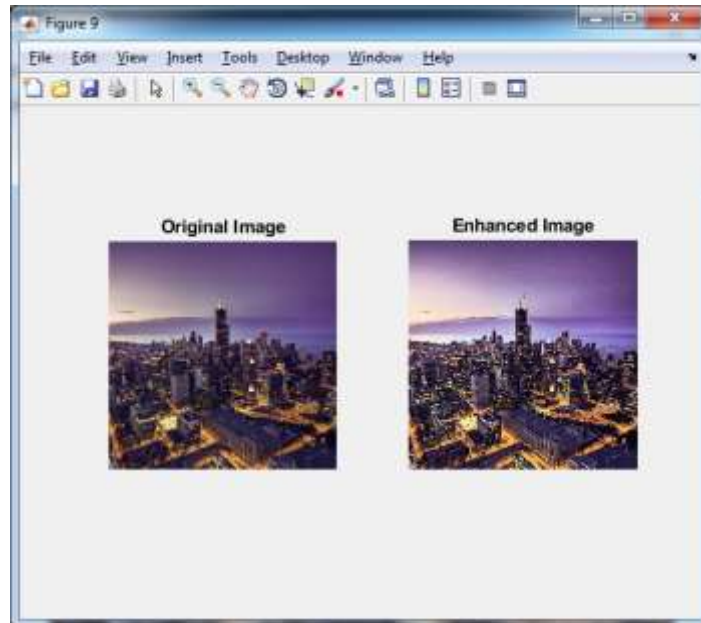 Figure 9
File Edit View Insert Tools Desktop Window Help
Original Image
Enhanced Image